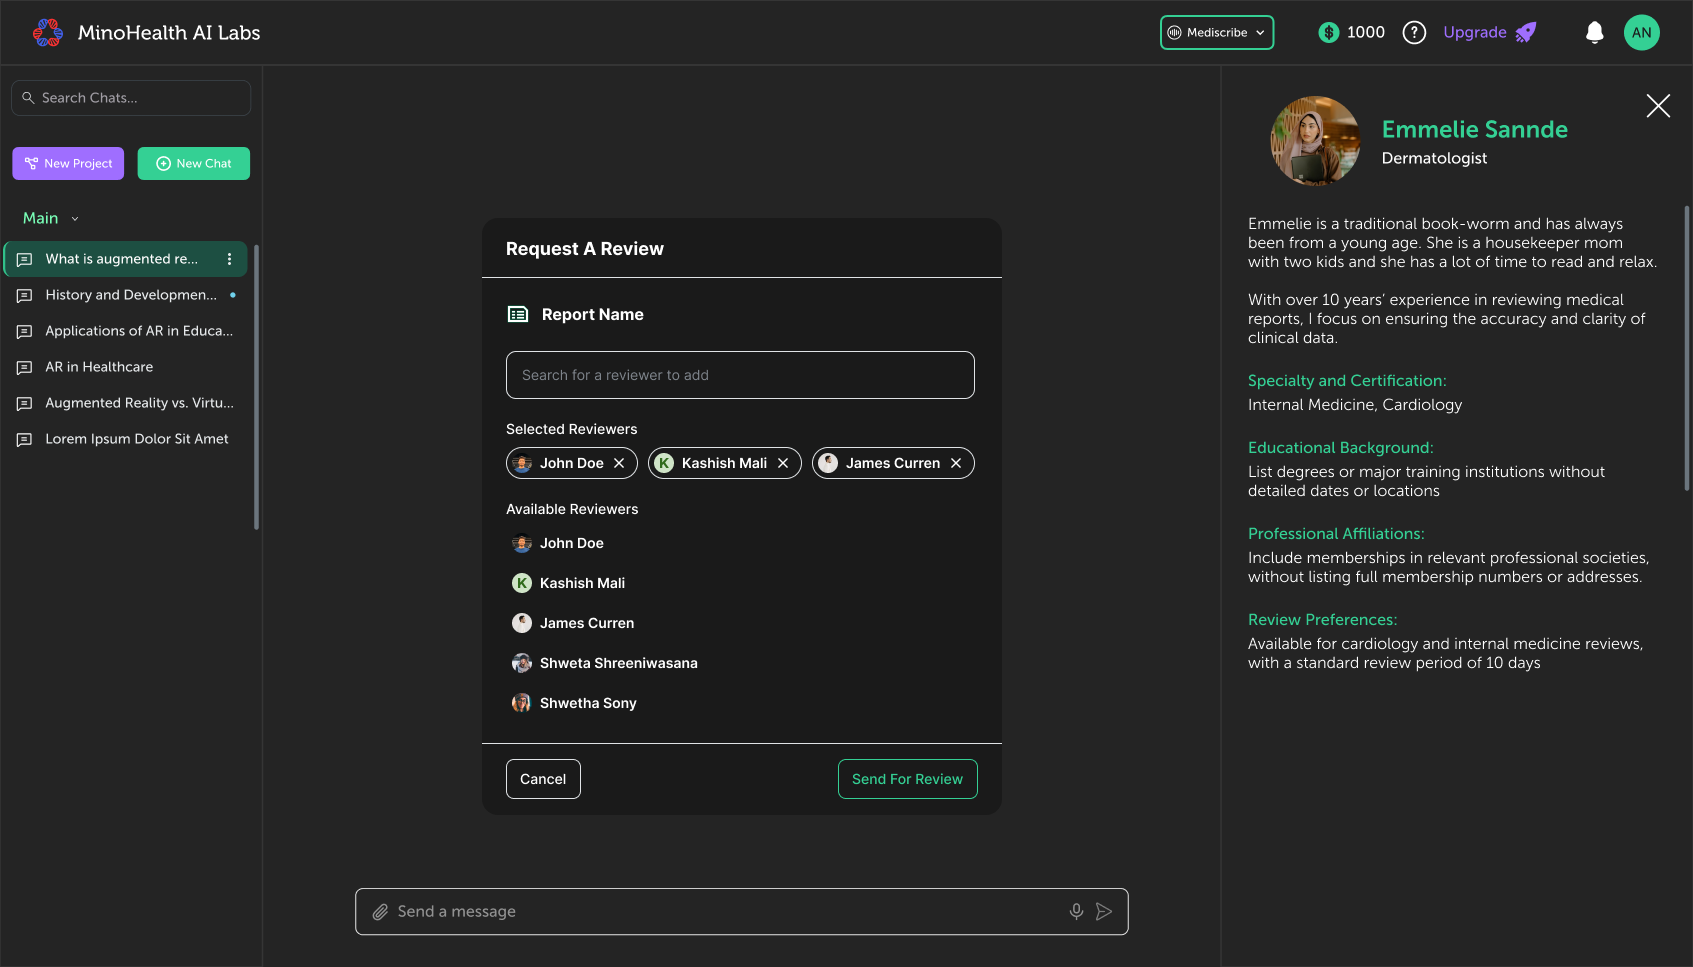 MinoHealth AI Labs
Mediscribe
1000
?
Upgrade
AN
Search Chats...
New Project
New Chat
Main
What is augmented re...
History and Developmen...
Applications of AR in Educa...
AR in Healthcare
Augmented Reality vs. Virtu...
Lorem Ipsum Dolor Sit Amet
Request A Review
Report Name
Search for a reviewer to add
Selected Reviewers
John Doe
K Kashish Mali
James Curren
Available Reviewers
John Doe
K Kashish Mali
James Curren
Shweta Shreeniwasana
Shwetha Sony
Cancel
Send For Review
Send a message
Emmelie Sannde
Dermatologist
Emmelie is a traditional book-worm and has always
been from a young age. She is a housekeeper mom
with two kids and she has a lot of time to read and relax.
With over 10 years’ experience in reviewing medical
reports, I focus on ensuring the accuracy and clarity of
clinical data.
Specialty and Certification:
Internal Medicine, Cardiology
Educational Background:
List degrees or major training institutions without
detailed dates or locations
Professional Affiliations:
Include memberships in relevant professional societies,
without listing full membership numbers or addresses.
Review Preferences:
Available for cardiology and internal medicine reviews,
with a standard review period of 10 days